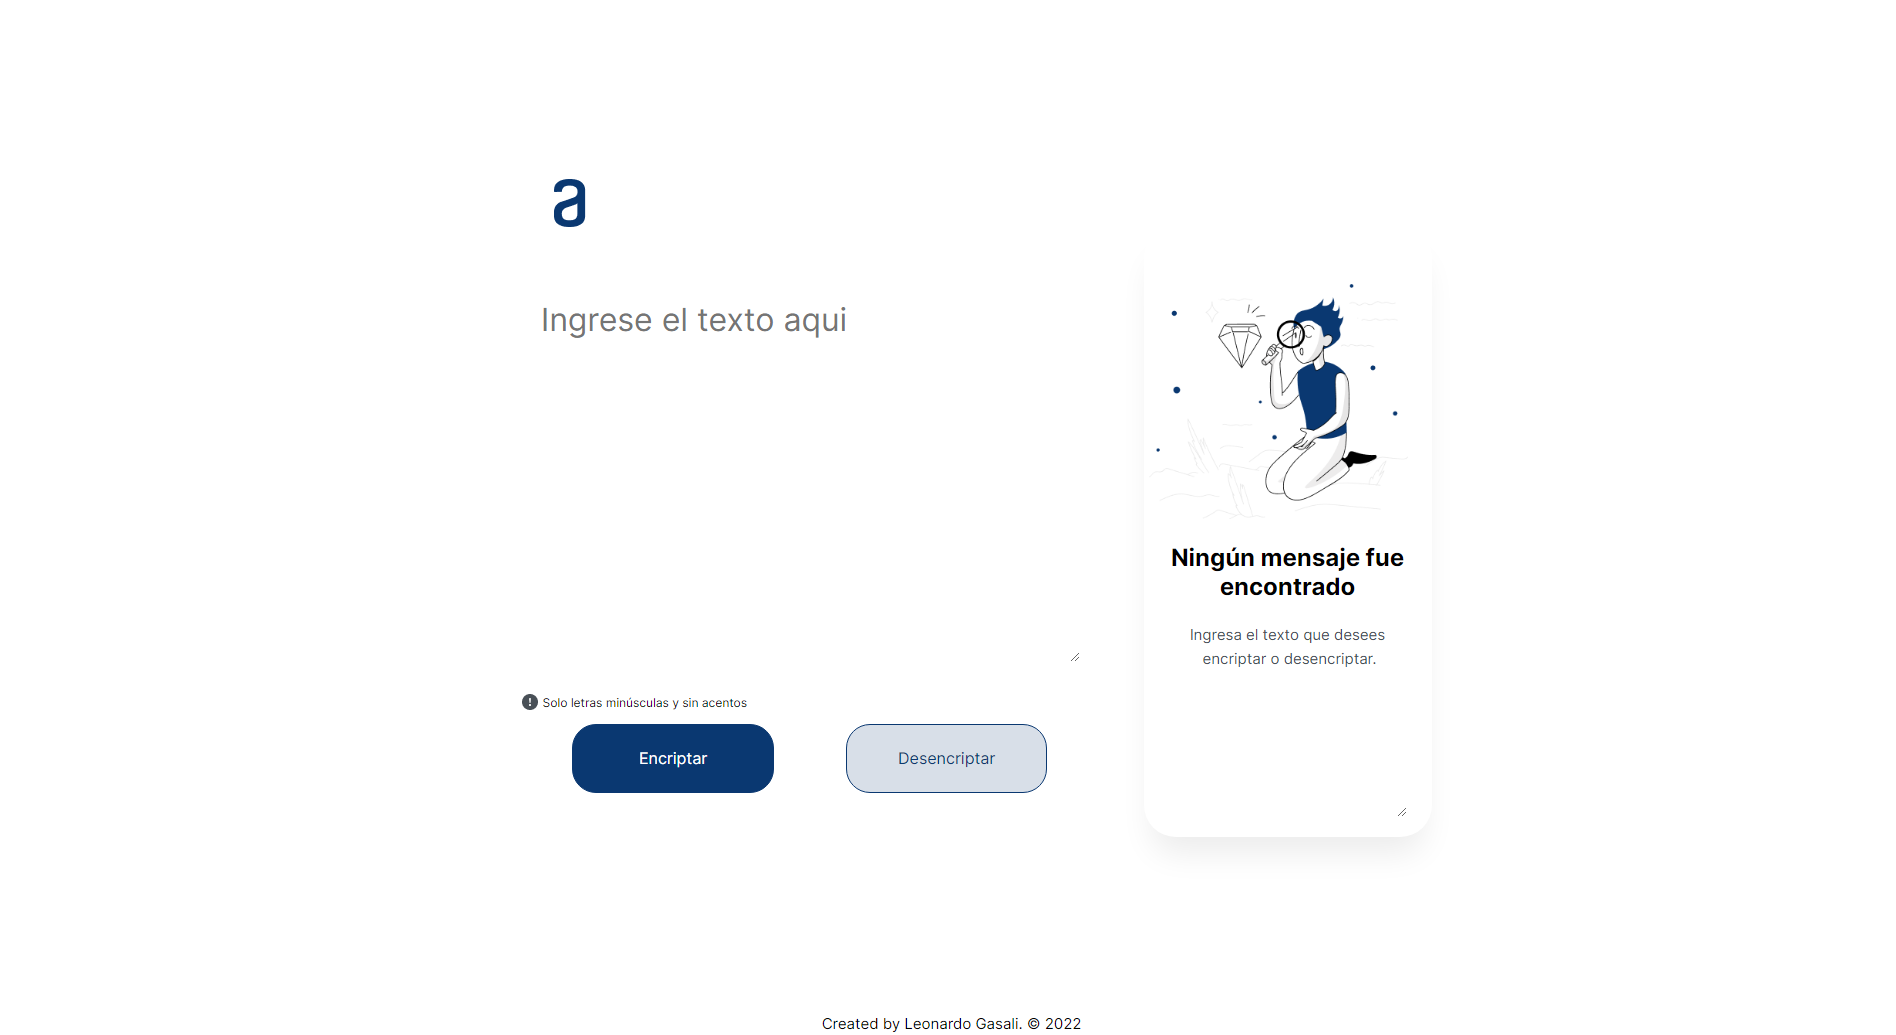 a
Ingrese el texto aqui
Solo letras minúsculas y sin acentos
Encriptar
Desencriptar
Ningún mensaje fue
encontrado
Ingresa el texto que desees
encriptar o desencriptar.
Created by Leonardo Gasali. © 2022